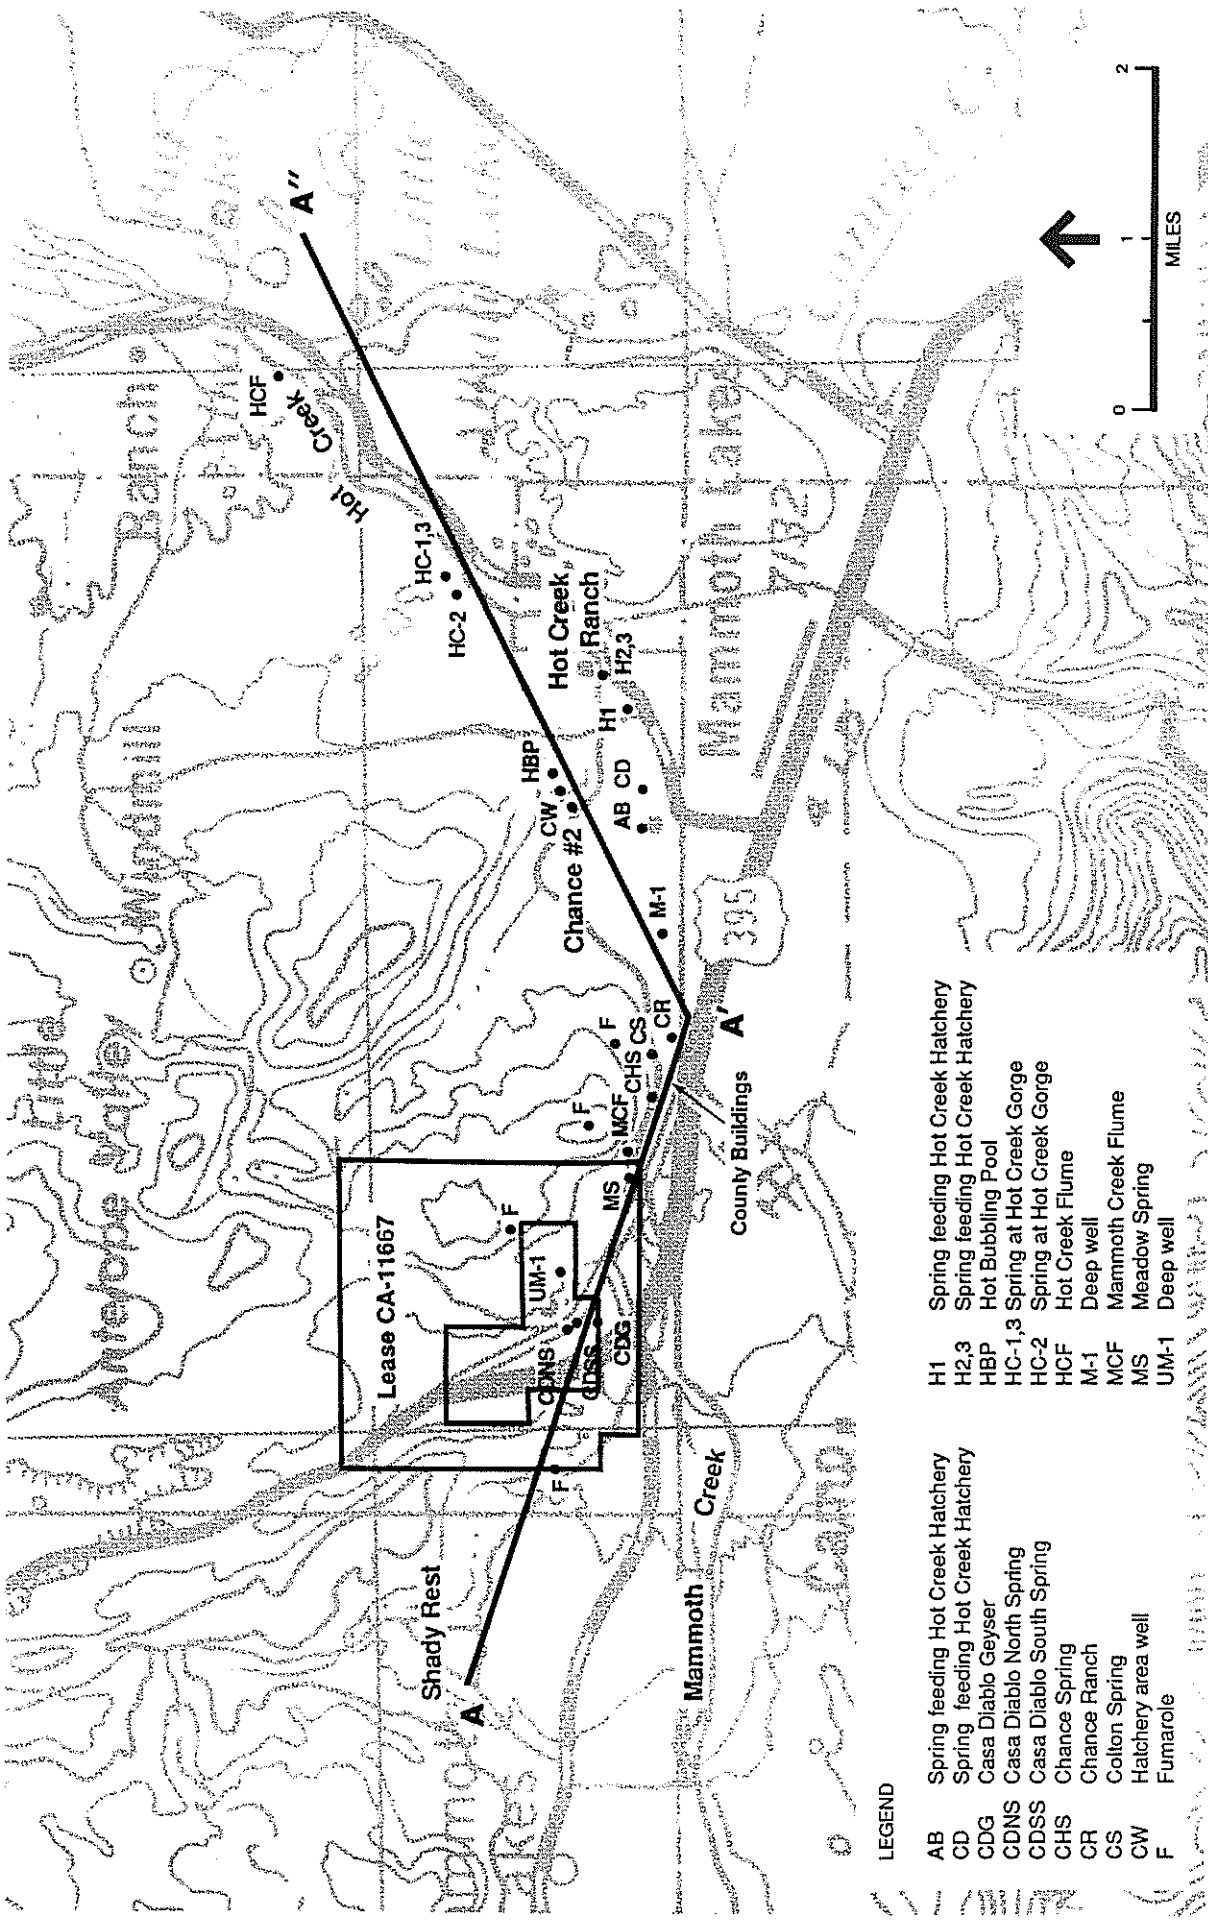 Little
Antelope Valley
Windmill
Banch
Lease CA-11667
Shady Rest
A
A'
A"
F
UM-1
F
F
F
CDNS
CDSS
CDG
MS
MCF
CHS
CS
CR
County Buildings
M-1
Chance #2
CW
HBP
AB
CD
H1
H2,3
Hot Creek
Ranch
HC-2
HC-1,3
Hot
Creek
HCF
Mammoth
Creek
395
Mammoth Lakes
0
1
2
MILES
LEGEND
AB Spring feeding Hot Creek Hatchery
CD Spring feeding Hot Creek Hatchery
CDG Casa Diablo Geyser
CDNS Casa Diablo North Spring
CDSS Casa Diablo South Spring
CHS Chance Spring
CR Chance Ranch
CS Colton Spring
CW Hatchery area well
F Fumarole
H1 Spring feeding Hot Creek Hatchery
H2,3 Spring feeding Hot Creek Hatchery
HBP Hot Bubbling Pool
HC-1,3 Spring at Hot Creek Gorge
HC-2 Spring at Hot Creek Gorge
HCF Hot Creek Flume
M-1 Deep well
MCF Mammoth Creek Flume
MS Meadow Spring
UM-1 Deep well